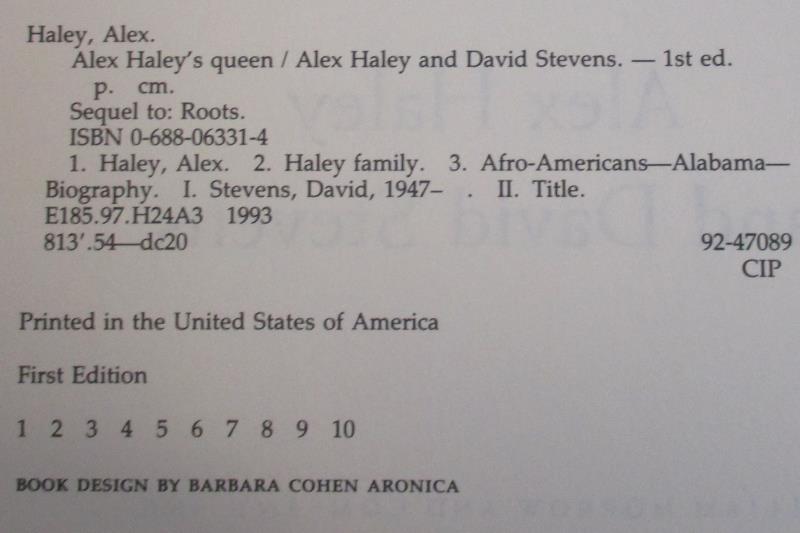 Haley, Alex.
Alex Haley's queen / Alex Haley and David Stevens. — 1st ed.
p. cm.
Sequel to: Roots.
ISBN 0-688-06331-4
1. Haley, Alex. 2. Haley family. 3. Afro-Americans—Alabama—
Biography. I. Stevens, David, 1947– . II. Title.
E185.97.H24A3 1993
813'.54—dc20 92-47089
CIP
Printed in the United States of America
First Edition
1 2 3 4 5 6 7 8 9 10
BOOK DESIGN BY BARBARA COHEN ARONICA